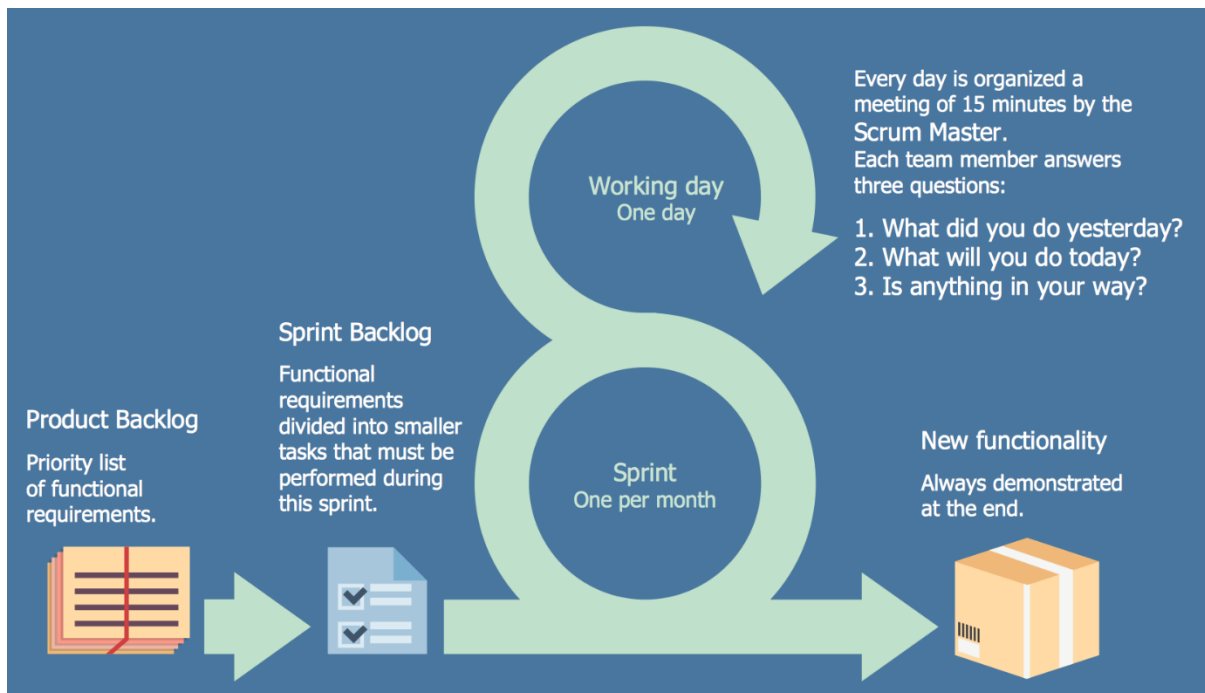 Product Backlog
Priority list
of functional
requirements.
Sprint Backlog
Functional
requirements
divided into smaller
tasks that must be
performed during
this sprint.
Working day
One day
Sprint
One per month
Every day is organized a
meeting of 15 minutes by the
Scrum Master.
Each team member answers
three questions:
1. What did you do yesterday?
2. What will you do today?
3. Is anything in your way?
New functionality
Always demonstrated
at the end.